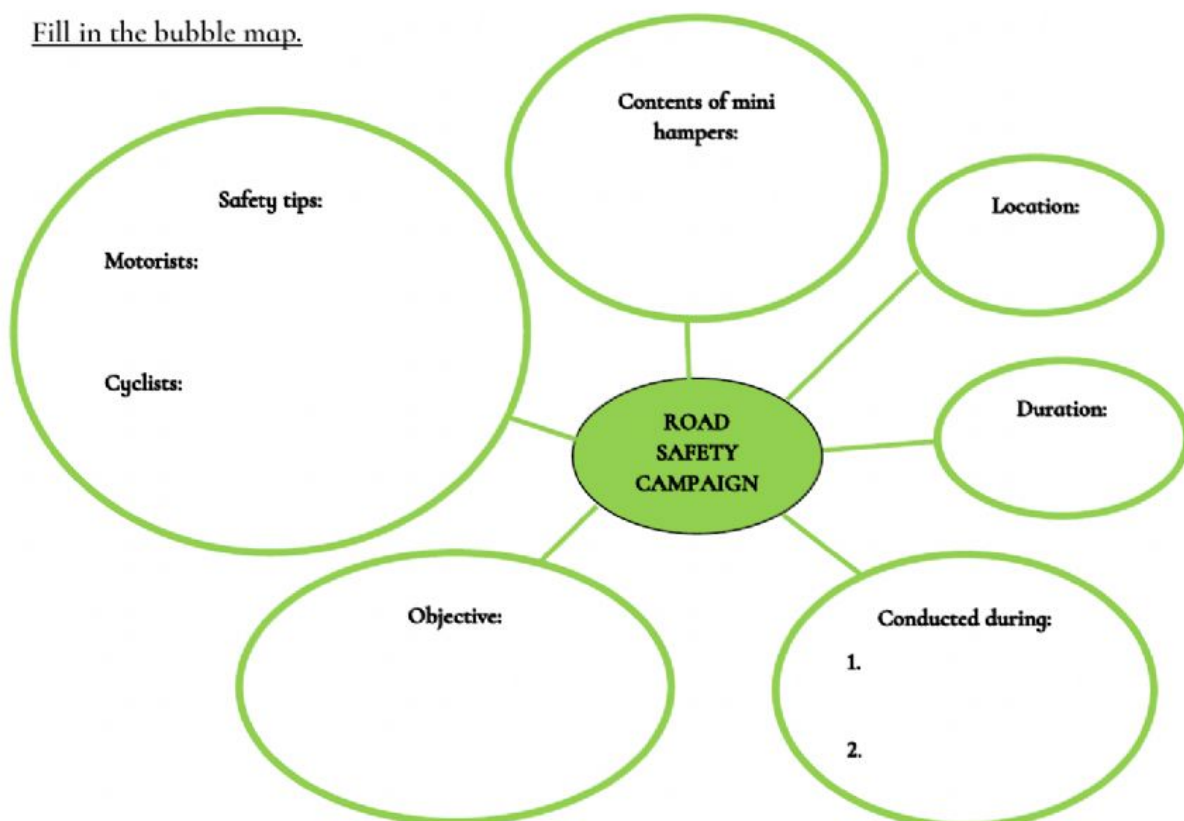 Fill in the bubble map.
Contents of mini
hampers:
Safety tips:
Motorists:
Cyclists:
Location:
Duration:
ROAD
SAFETY
CAMPAIGN
Objective:
Conducted during:
1.
2.